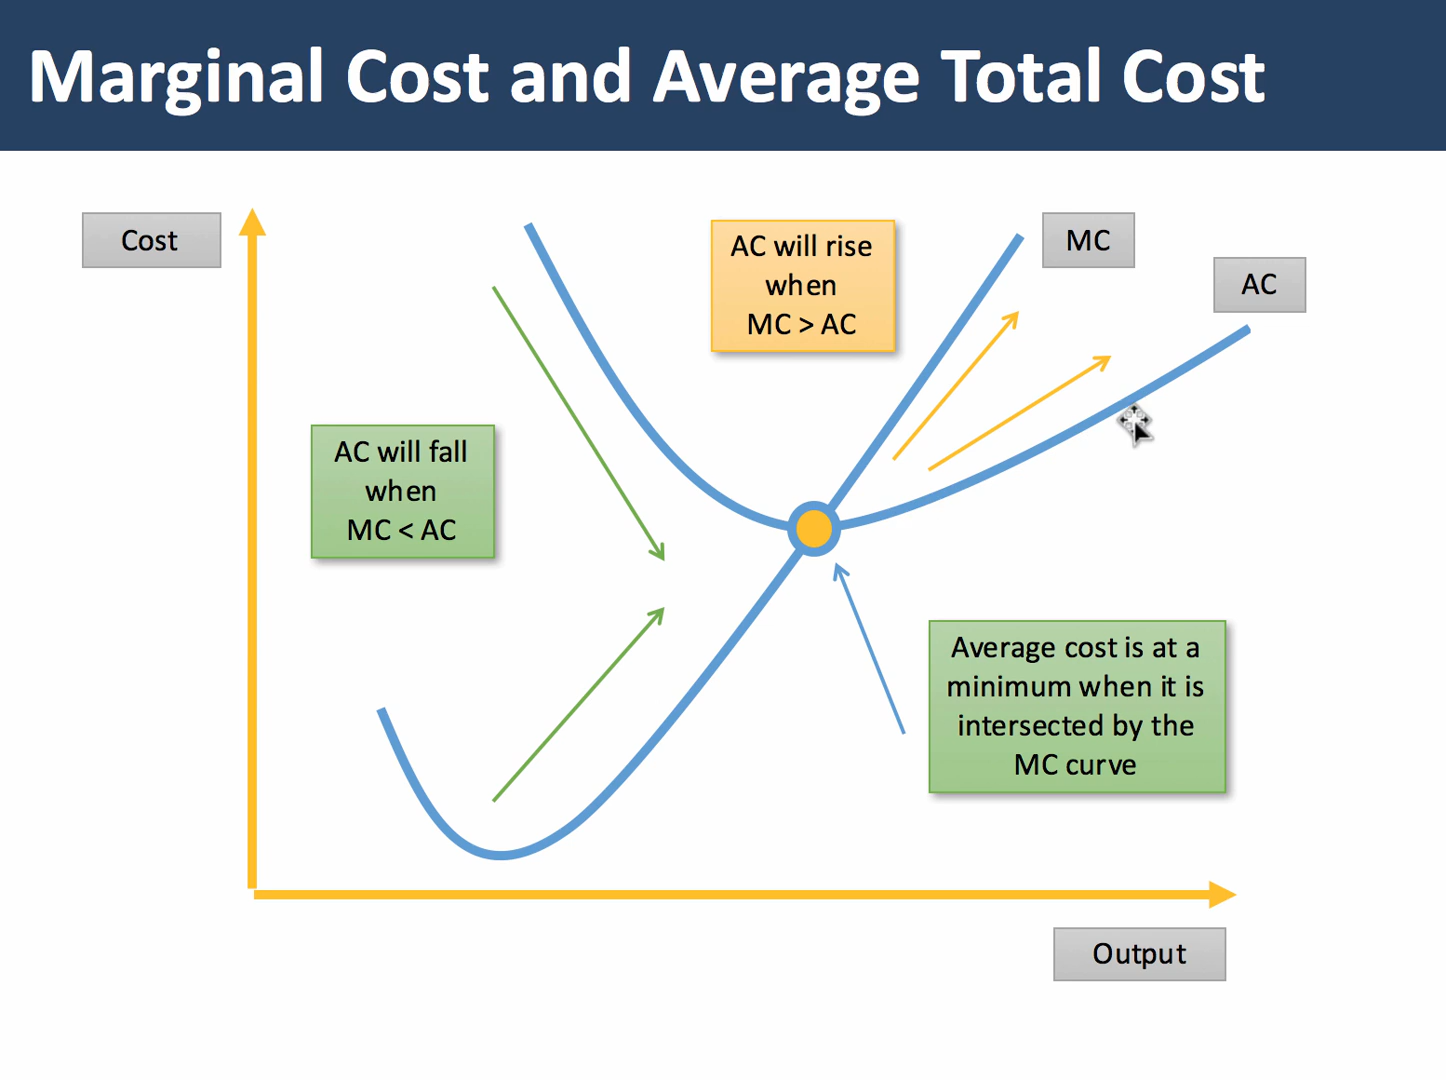 Marginal Cost and Average Total Cost
Cost
AC will rise
when
MC > AC
MC
AC
AC will fall
when
MC < AC
Average cost is at a
minimum when it is
intersected by the
MC curve
Output